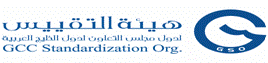 هيئة التقييس
لدول مجلس التعاون لدول الخليج العربية
GCC Standardization Org.
GSO